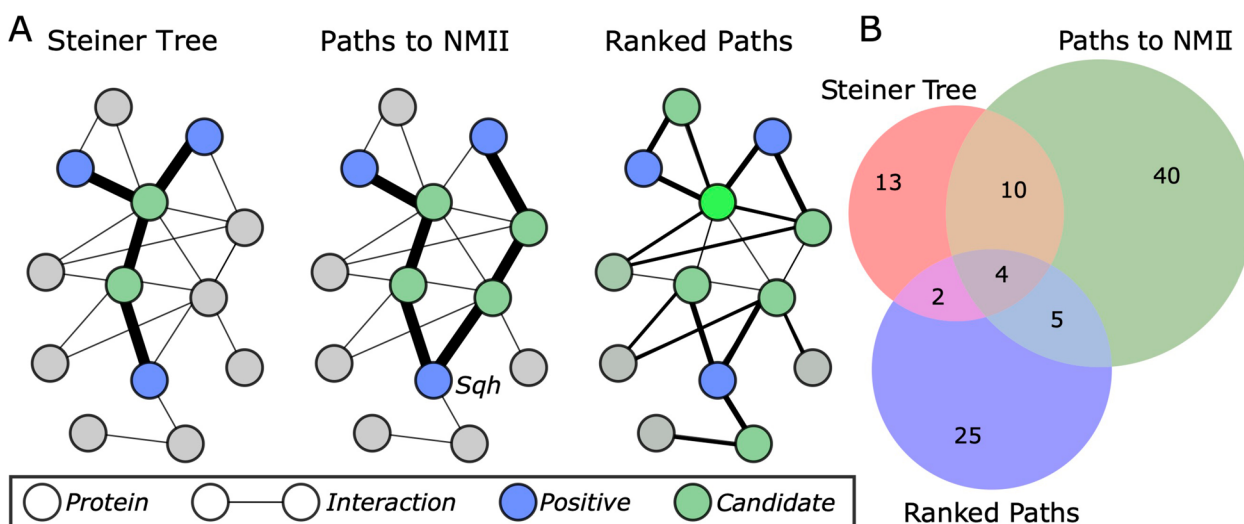 A
Steiner Tree
Paths to NMII
Ranked Paths
Sqh
Protein
Interaction
Positive
Candidate
B
Paths to NMII
Steiner Tree
13
10
40
4
2
5
25
Ranked Paths